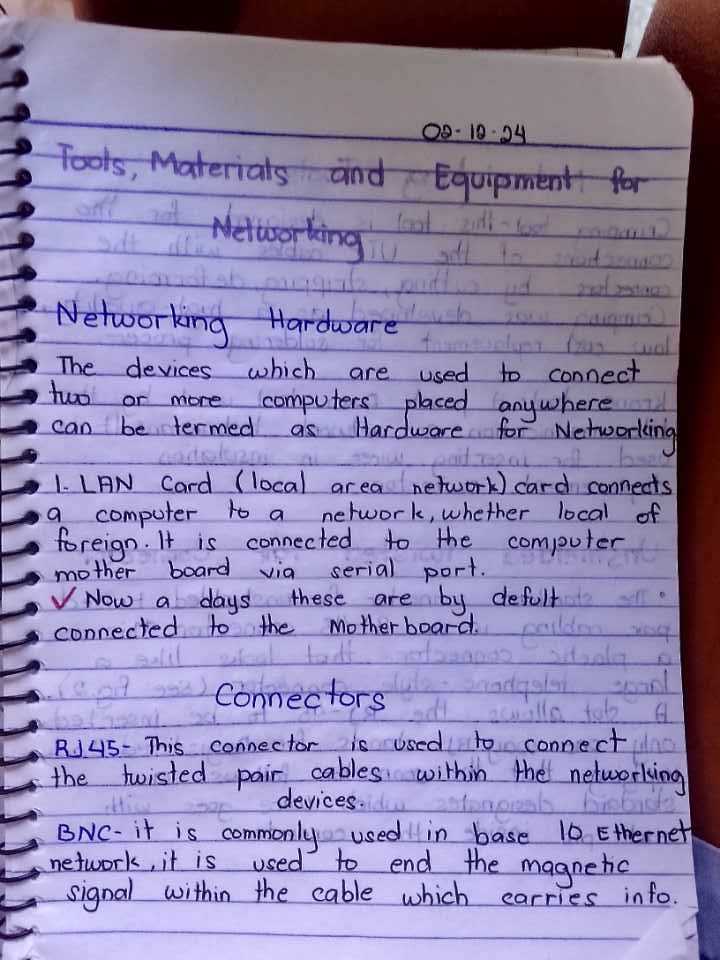 02-12-24
Tools, Materials and Equipment for
Networking
Networking Hardware
The devices which are used to connect
two or more computers placed anywhere
can be termed as Hardware for Networking
1. LAN Card (local area network) card connects
a computer to a network, whether local of
foreign. It is connected to the computer
mother board via serial port.
✓ Now a days these are by defult
connected to the Motherboard.
Connectors
RJ45- This connector is used to connect
the twisted pair cables within the networking
devices.
BNC- it is commonly used in base 10 Ethernet
network, it is used to end the magnetic
signal within the cable which carries info.